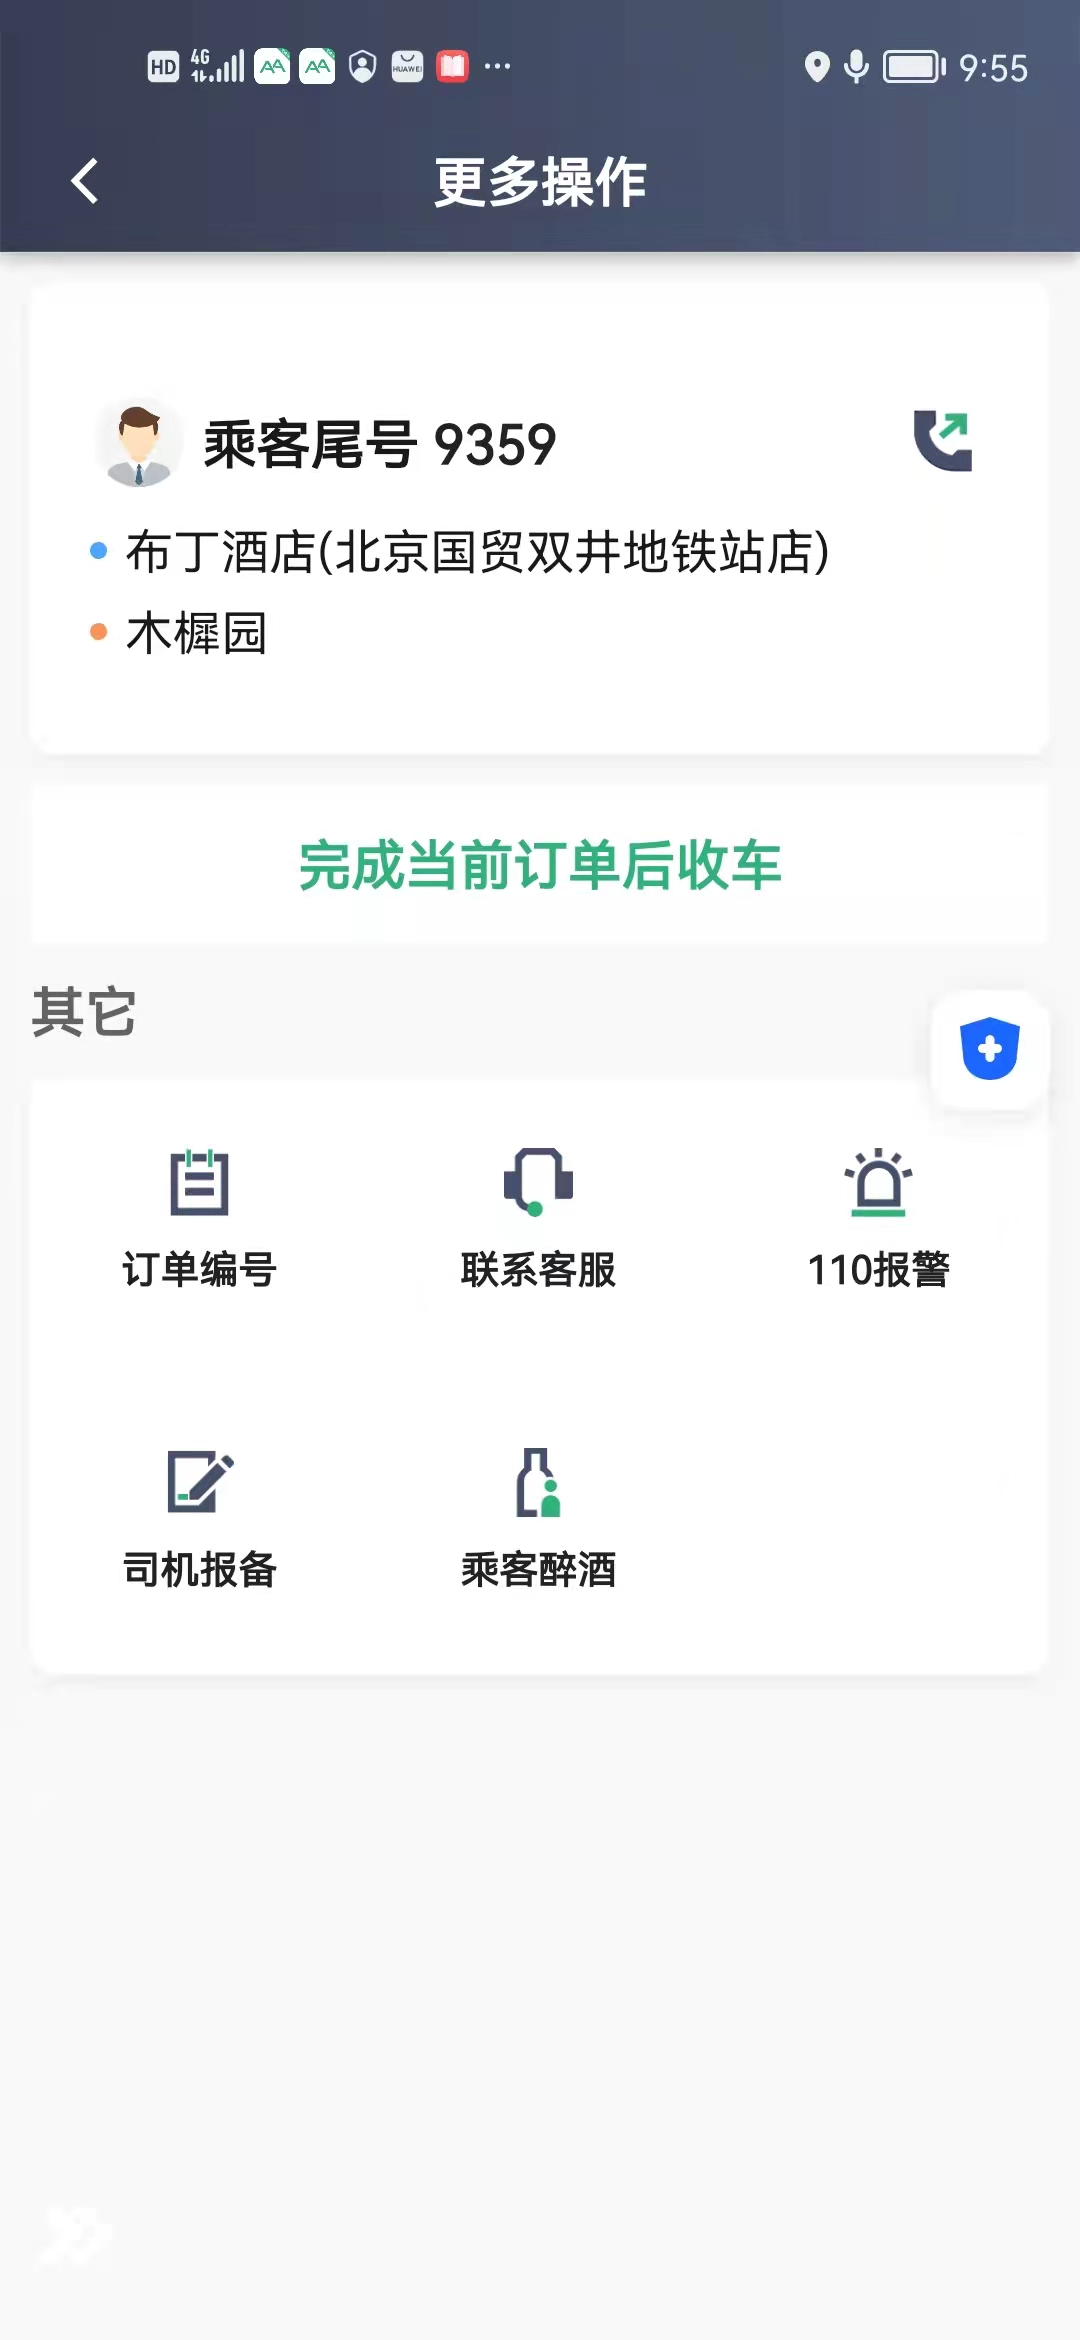 HD 4G HUAWEI 9:55
更多操作
乘客尾号 9359
布丁酒店(北京国贸双井地铁站店)
木樨园
完成当前订单后收车
其它
订单编号
联系客服
110报警
司机报备
乘客醉酒